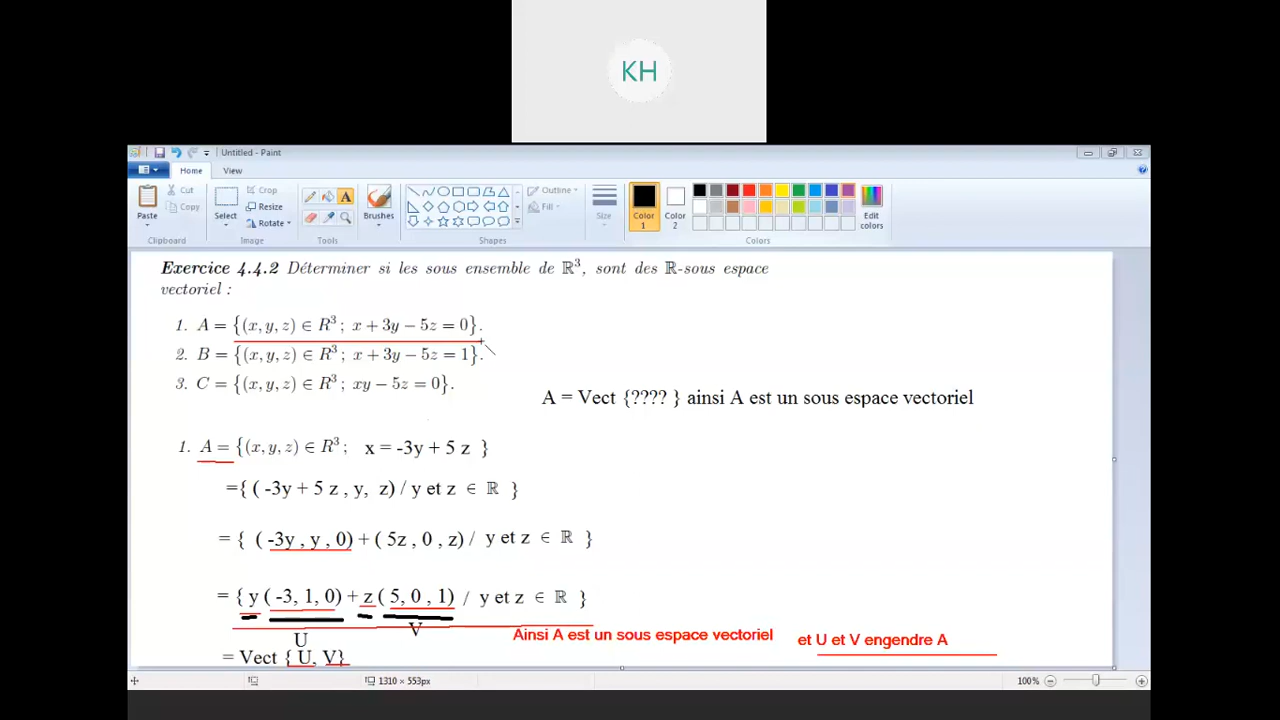 KH
Untitled - Paint
Home View
Paste
Cut
Copy
Clipboard
Select
Crop
Resize
Rotate
Image
Tools
Brushes
Shapes
Outline
Fill
Size
Color 1
Color 2
Edit colors
Colors
Exercice 4.4.2 Déterminer si les sous ensemble de ℝ³, sont des ℝ-sous espace
vectoriel :
1. A = {(x, y, z) ∈ R³ ; x + 3y − 5z = 0}.
2. B = {(x, y, z) ∈ R³ ; x + 3y − 5z = 1}.
3. C = {(x, y, z) ∈ R³ ; xy − 5z = 0}.
A = Vect {???? } ainsi A est un sous espace vectoriel
1. A = {(x, y, z) ∈ R³ ; x = -3y + 5 z }
={ ( -3y + 5 z , y, z) / y et z ∈ ℝ }
= { ( -3y , y , 0) + ( 5z , 0 , z) / y et z ∈ ℝ }
= { y ( -3, 1, 0) + z ( 5, 0 , 1) / y et z ∈ ℝ }
U V
Ainsi A est un sous espace vectoriel et U et V engendre A
= Vect { U, V}
1310 × 553px 100%